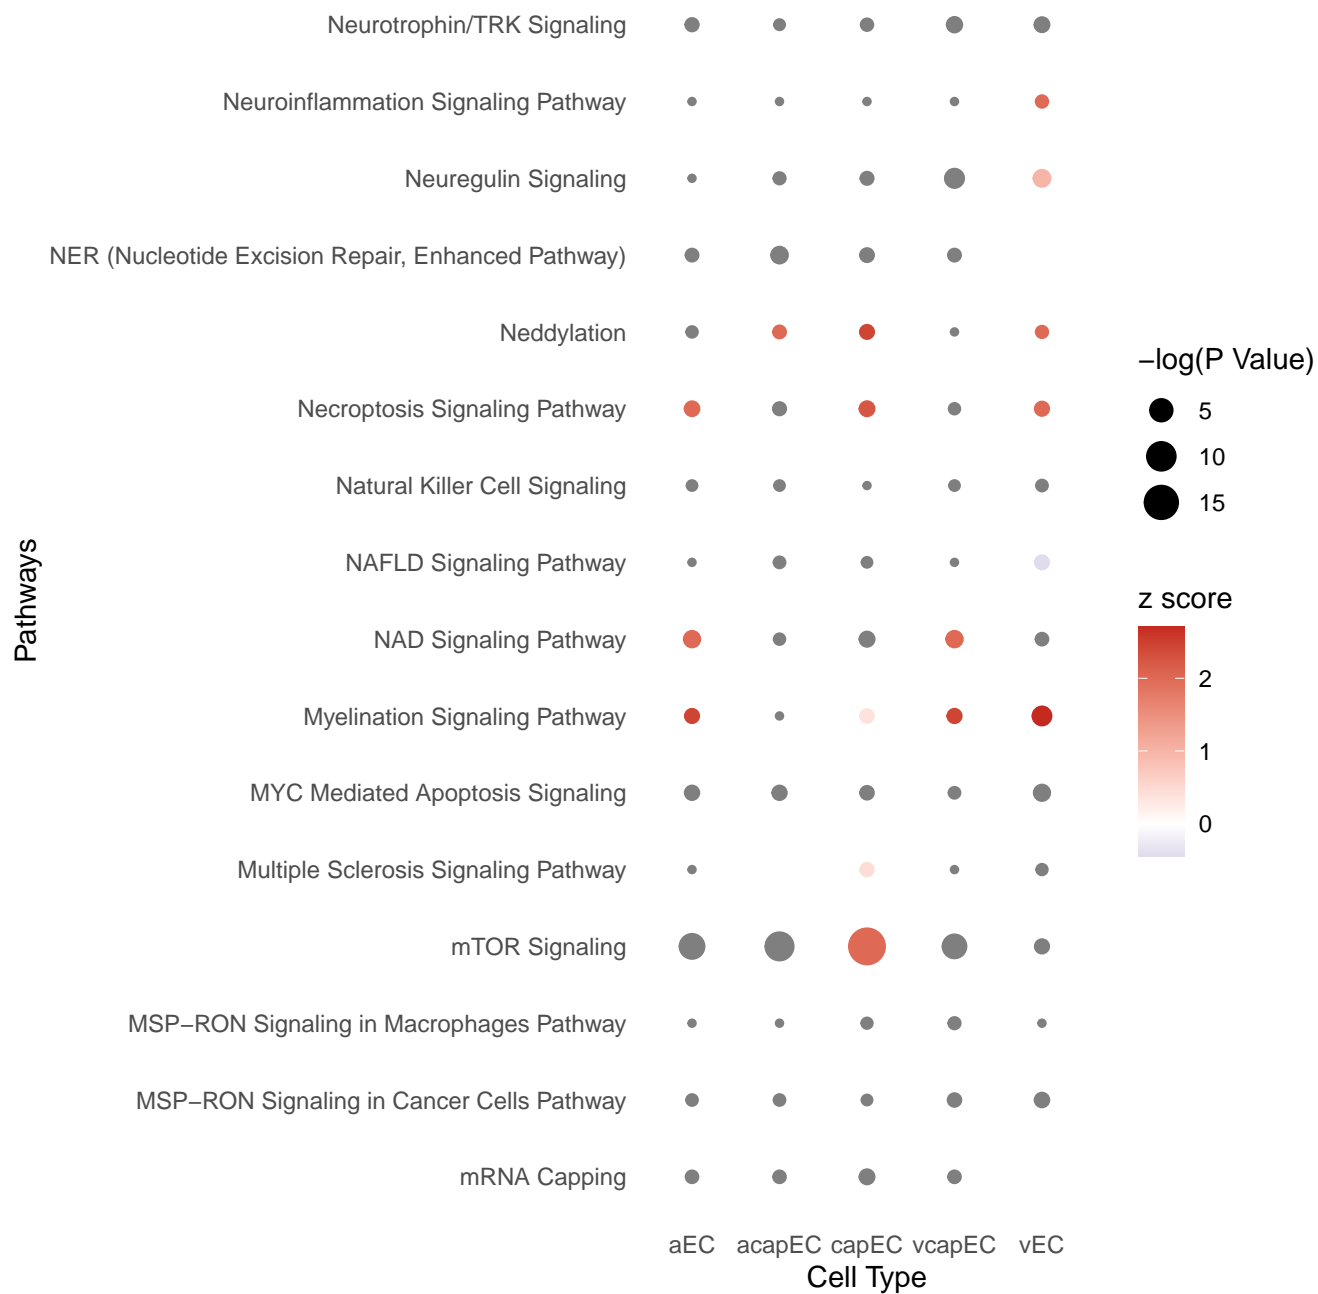 Neurotrophin/TRK Signaling
Neuroinflammation Signaling Pathway
Neuregulin Signaling
NER (Nucleotide Excision Repair, Enhanced Pathway)
Neddylation
Necroptosis Signaling Pathway
Natural Killer Cell Signaling
NAFLD Signaling Pathway
NAD Signaling Pathway
Myelination Signaling Pathway
MYC Mediated Apoptosis Signaling
Multiple Sclerosis Signaling Pathway
mTOR Signaling
MSP−RON Signaling in Macrophages Pathway
MSP−RON Signaling in Cancer Cells Pathway
mRNA Capping
Pathways
aEC acapEC capEC vcapEC vEC
Cell Type
−log(P Value)
5
10
15
z score
2
1
0